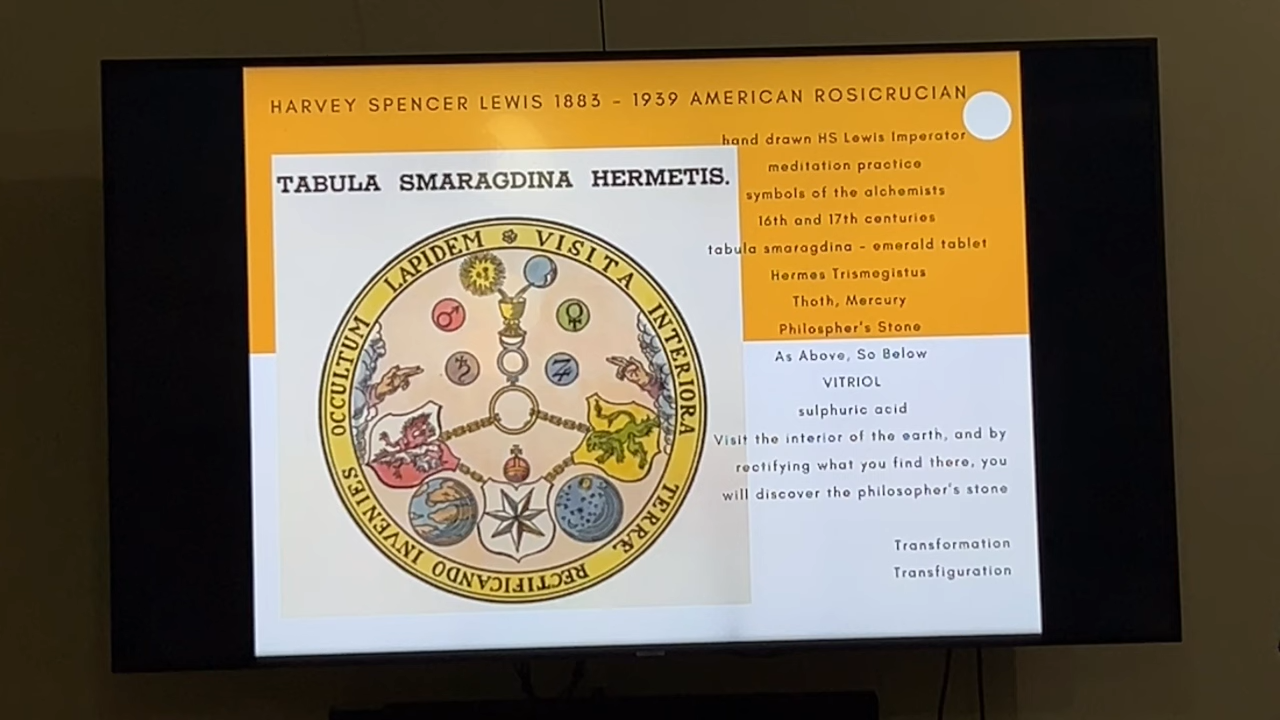 HARVEY SPENCER LEWIS 1883 - 1939 AMERICAN ROSICRUCIAN
hand drawn HS Lewis Imperator
meditation practice
symbols of the alchemists
16th and 17th centuries
tabula smaragdina - emerald tablet
Hermes Trismegistus
Thoth, Mercury
Philospher's Stone
As Above, So Below
VITRIOL
sulphuric acid
Visit the interior of the earth, and by
rectifying what you find there, you
will discover the philosopher's stone
Transformation
Transfiguration
TABULA SMARAGDINA HERMETIS.
VISITA INTERIORA TERRÆ RECTIFICANDO INVENIES OCCULTUM LAPIDEM